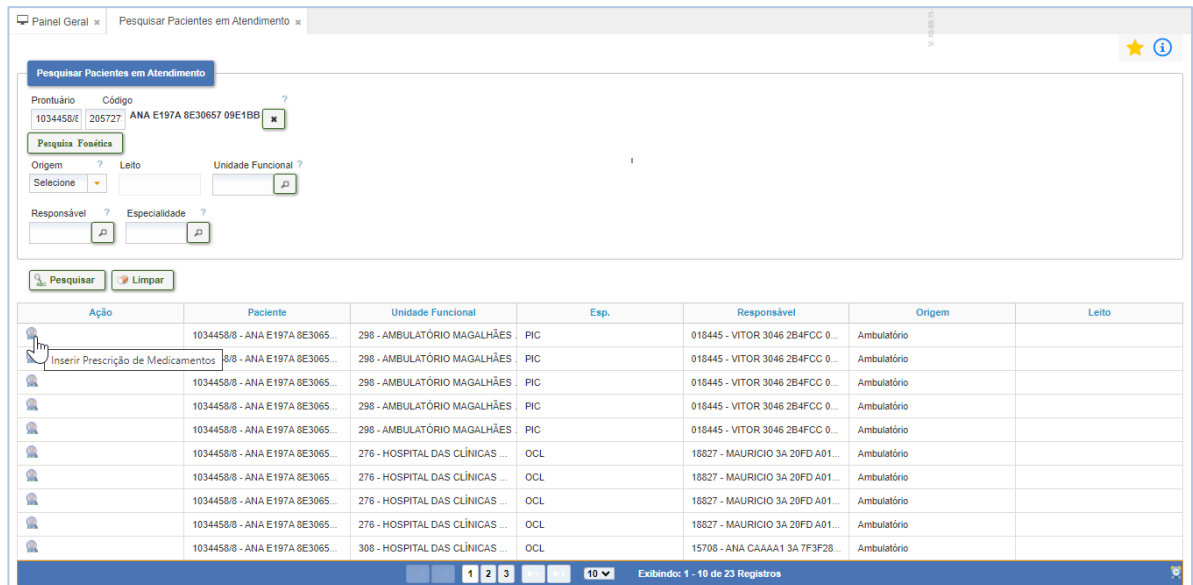 Painel Geral × Pesquisar Pacientes em Atendimento ×
Pesquisar Pacientes em Atendimento
Prontuário Código ?
1034458/8 205727 ANA E197A 8E30657 09E1BB
Pesquiza Fonética
Origem ? Leito Unidade Funcional ?
Selecione
Responsável ? Especialidade ?
Pesquisar Limpar
Ação Paciente Unidade Funcional Esp. Responsável Origem Leito
1034458/8 - ANA E197A 8E3065... 298 - AMBULATÓRIO MAGALHÃES . PIC 018445 - VITOR 3046 2B4FCC 0... Ambulatório
Inserir Prescrição de Medicamentos 8/8 - ANA E197A 8E3065... 298 - AMBULATÓRIO MAGALHÃES . PIC 018445 - VITOR 3046 2B4FCC 0... Ambulatório
1034458/8 - ANA E197A 8E3065... 298 - AMBULATÓRIO MAGALHÃES . PIC 018445 - VITOR 3046 2B4FCC 0... Ambulatório
1034458/8 - ANA E197A 8E3065... 298 - AMBULATÓRIO MAGALHÃES . PIC 018445 - VITOR 3046 2B4FCC 0... Ambulatório
1034458/8 - ANA E197A 8E3065... 298 - AMBULATÓRIO MAGALHÃES . PIC 018445 - VITOR 3046 2B4FCC 0... Ambulatório
1034458/8 - ANA E197A 8E3065... 276 - HOSPITAL DAS CLÍNICAS ... OCL 18827 - MAURICIO 3A 20FD A01... Ambulatório
1034458/8 - ANA E197A 8E3065... 276 - HOSPITAL DAS CLÍNICAS ... OCL 18827 - MAURICIO 3A 20FD A01... Ambulatório
1034458/8 - ANA E197A 8E3065... 276 - HOSPITAL DAS CLÍNICAS ... OCL 18827 - MAURICIO 3A 20FD A01... Ambulatório
1034458/8 - ANA E197A 8E3065... 276 - HOSPITAL DAS CLÍNICAS ... OCL 18827 - MAURICIO 3A 20FD A01... Ambulatório
1034458/8 - ANA E197A 8E3065... 308 - HOSPITAL DAS CLÍNICAS ... OCL 15708 - ANA CAAAA1 3A 7F3F28... Ambulatório
1 2 3 10 Exibindo: 1 - 10 de 23 Registros